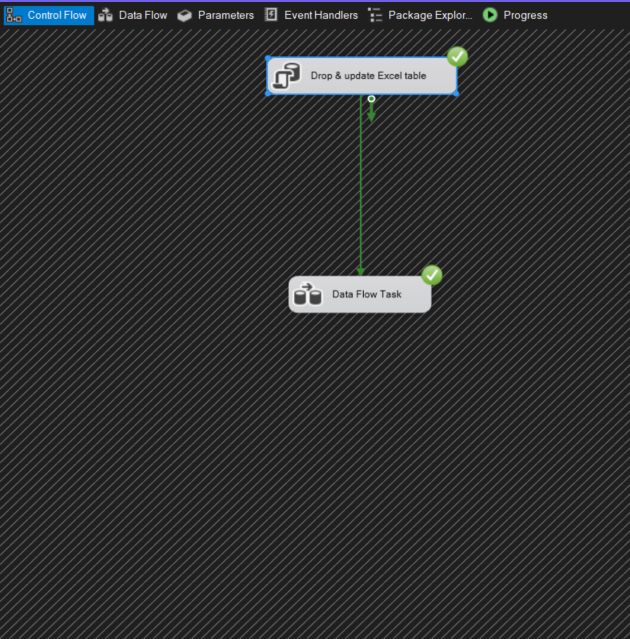 Control Flow Data Flow Parameters Event Handlers Package Explor... Progress
Drop & update Excel table
Data Flow Task